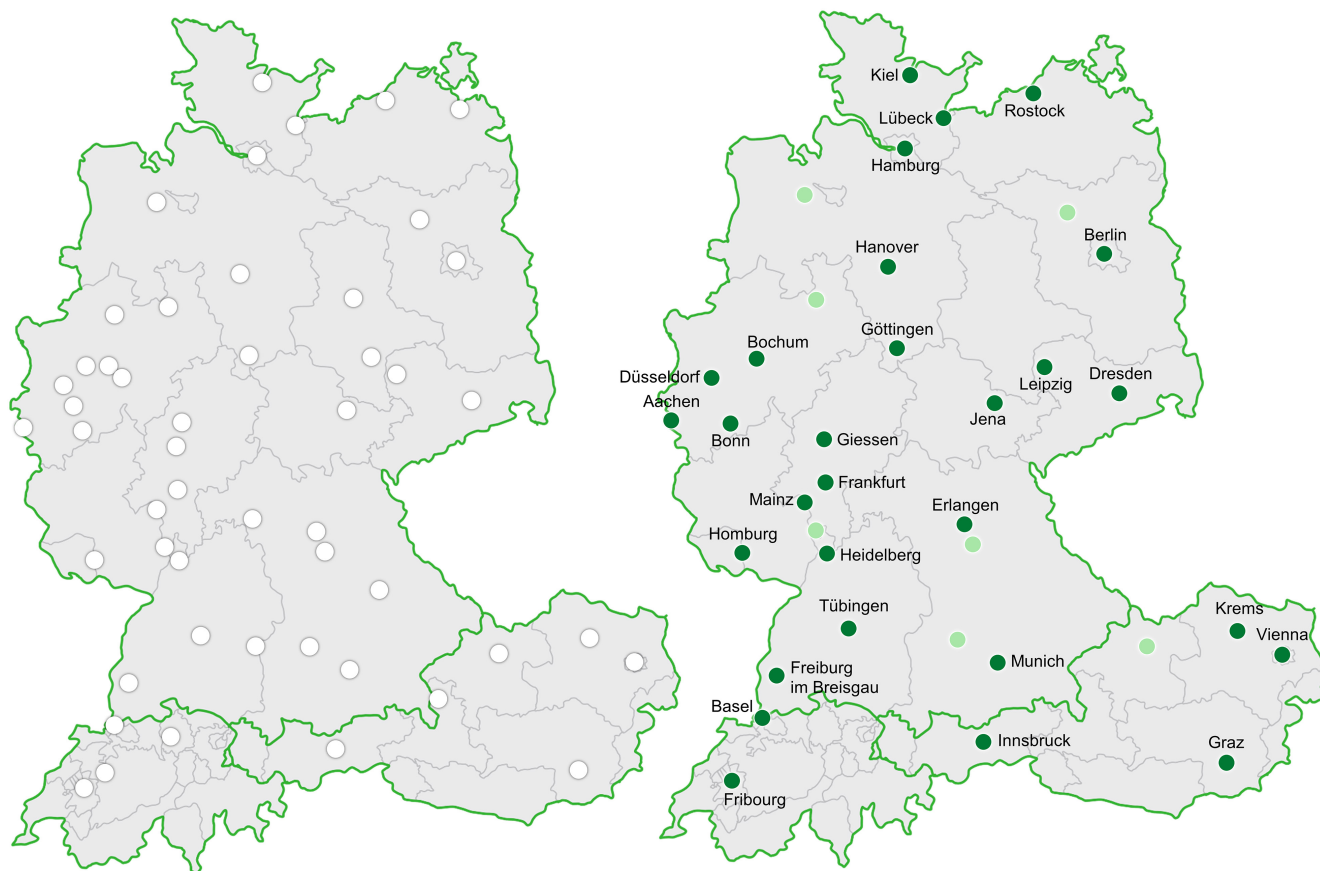 Kiel
Rostock
Lübeck
Hamburg
Berlin
Hanover
Göttingen
Bochum
Düsseldorf
Leipzig
Dresden
Aachen
Jena
Bonn
Giessen
Frankfurt
Mainz
Erlangen
Homburg
Heidelberg
Tübingen
Krems
Vienna
Munich
Freiburg
im Breisgau
Basel
Innsbruck
Graz
Fribourg